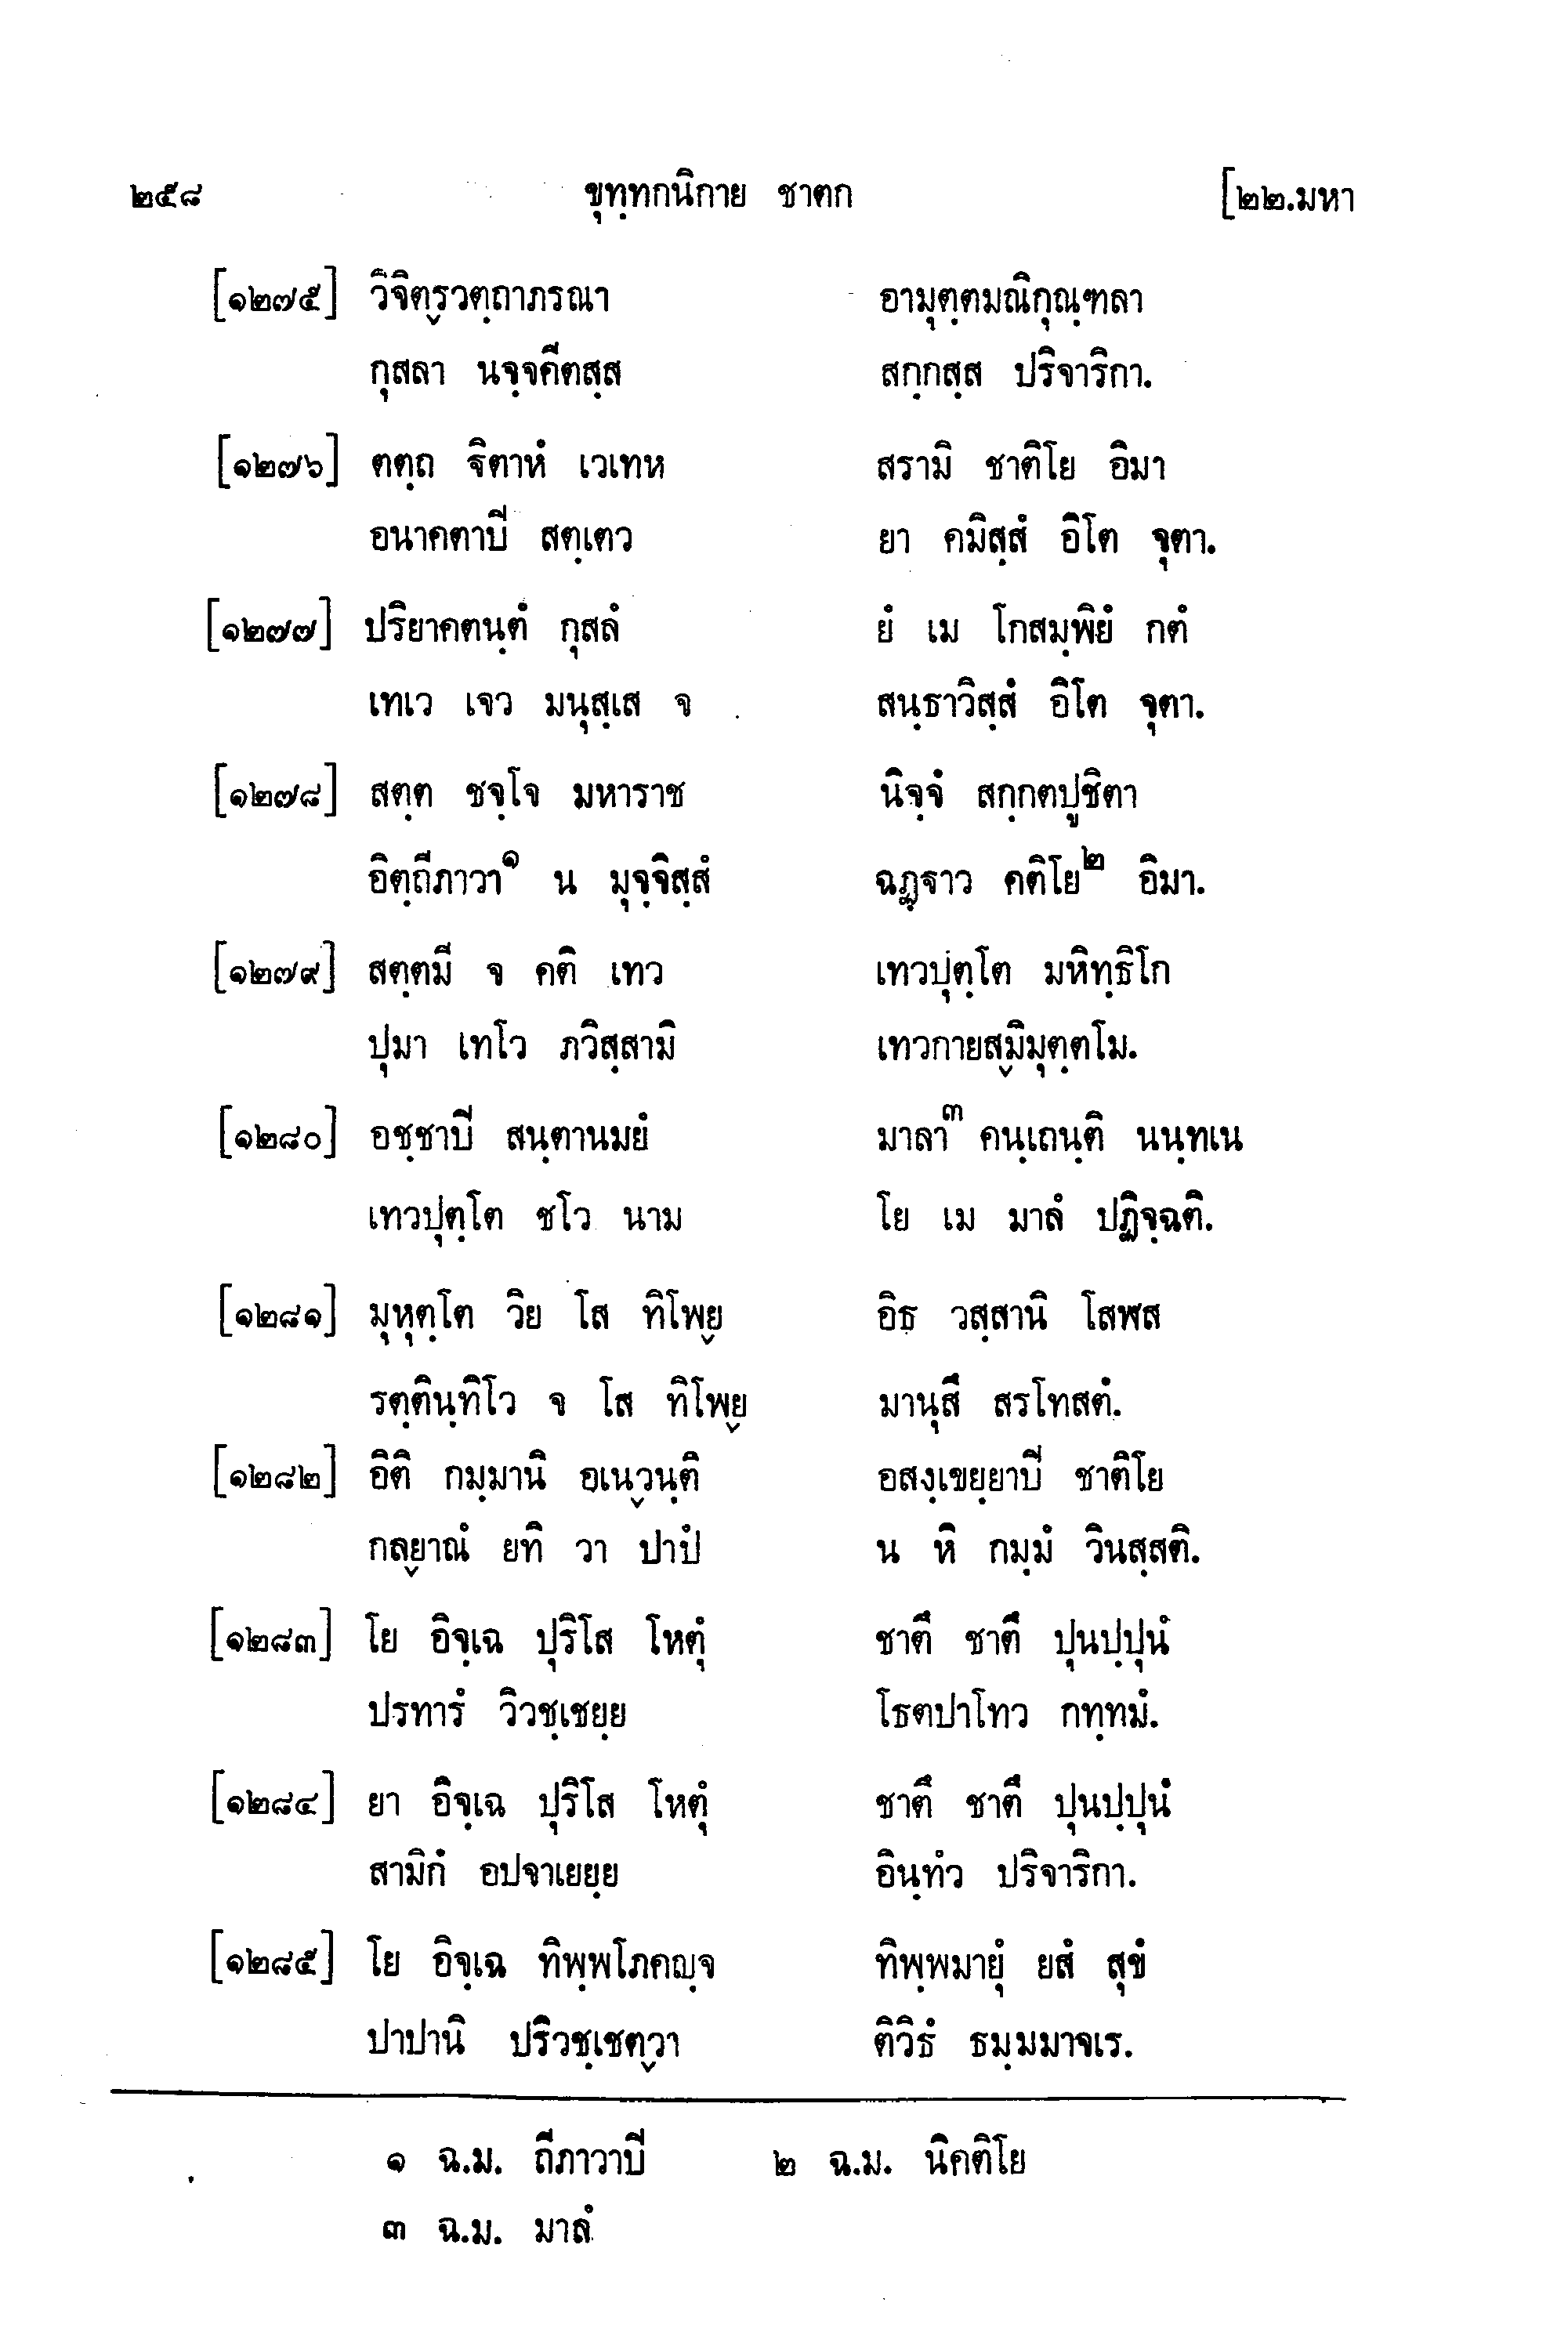 ๒๕๘ ขุทฺทกนิกาย ชาตก [๒๒.มหา
[๑๒๗๕] วิจิตฺรวตฺถาภรณา อามุตฺตมณิกุณฺฑลา
กุสลา นจฺจคีตสฺส สกฺกสฺส ปริจาริกา.
[๑๒๗๖] ตตฺถ ฐิตาหํ เวเทห สรามิ ชาติโย อิมา
อนาคตาปิ สตฺเตว ยา คมิสฺสํ อิโต จุตา.
[๑๒๗๗] ปริยาคตนฺตํ กุสลํ ยํ เม โกสมฺพิยํ กตํ
เทเว เจว มนุสฺเส จ สนฺธาวิสฺสํ อิโต จุตา.
[๑๒๗๘] สตฺต ชจฺโจ มหาราช นิจฺจํ สกฺกตปูชิตา
อิตฺถีภาวา๑ น มุจฺจิสฺสํ ฉฏฺฐาว คติโย๒ อิมา.
[๑๒๗๙] สตฺตมี จ คติ เทว เทวปุตฺโต มหิทฺธิโก
ปุมา เทโว ภวิสฺสามิ เทวกายสฺมิมุตฺตโม.
[๑๒๘๐] อชฺชาปิ สนฺตานมยํ มาลา๓ คนฺเถนฺติ นนฺทเน
เทวปุตฺโต ชโว นาม โย เม มาลํ ปฏิจฺฉติ.
[๑๒๘๑] มุหุตฺโต วิย โส ทิโพฺย อิธ วสฺสานิ โสฬส
รตฺตินฺทิโว จ โส ทิโพฺย มานุสึ สรโทสตํ.
[๑๒๘๒] อิติ กมฺมานิ อเนฺวนฺติ อสงฺเขยฺยาปิ ชาติโย
กลฺยาณํ ยทิ วา ปาปํ น หิ กมฺมํ วินสฺสติ.
[๑๒๘๓] โย อิจฺเฉ ปุริโส โหตุํ ชาตึ ชาตึ ปุนปฺปุนํ
ปรทารํ วิวชฺเชยฺย โธตปาโทว กทฺทมํ.
[๑๒๘๔] ยา อิจฺเฉ ปุริโส โหตุํ ชาตึ ชาตึ ปุนปฺปุนํ
สามิกํ อปจาเยยฺย อินฺทํว ปริจาริกา.
[๑๒๘๕] โย อิจฺเฉ ทิพฺพโภคญฺจ ทิพฺพมายุํ ยสํ สุขํ
ปาปานิ ปริวชฺเชตฺวา ติวิธํ ธมฺมมาจเร.
๑ ฉ.ม. ถีภาวาปิ ๒ ฉ.ม. นิคติโย
๓ ฉ.ม. มาลํ